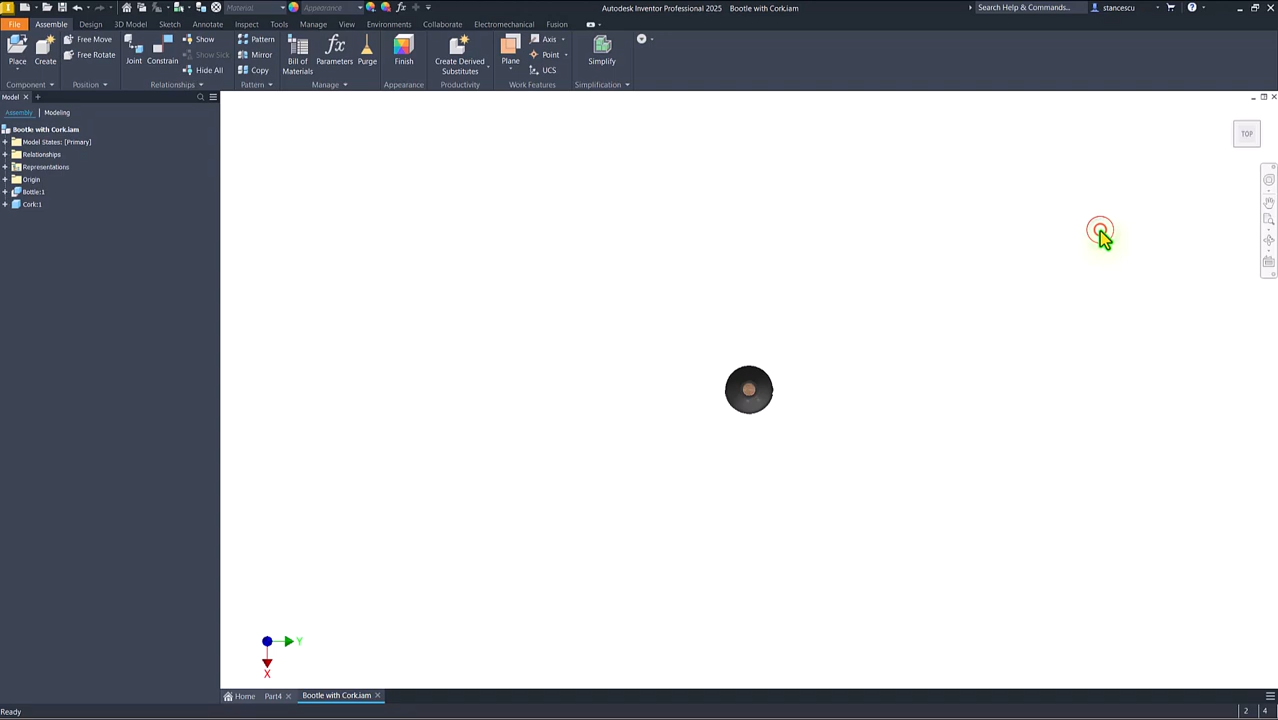 Material
Appearance
Autodesk Inventor Professional 2025 Bootle with Cork.iam
Search Help & Commands...
stancescu
File Assemble Design 3D Model Sketch Annotate Inspect Tools Manage View Environments Collaborate Electromechanical Fusion
Place
Create
Free Move
Free Rotate
Joint
Constrain
Show
Show Sick
Hide All
Pattern
Mirror
Copy
Bill of
Materials
Parameters
Purge
Finish
Create Derived
Substitutes
Plane
Axis
Point
UCS
Simplify
Component Position Relationships Pattern Manage Appearance Productivity Work Features Simplification
Model
Assembly Modeling
Bootle with Cork.iam
Model States: [Primary]
Relationships
Representations
Origin
Bottle:1
Cork:1
TOP
Y
X
Home Part4 Bootle with Cork.iam
Ready
2 4